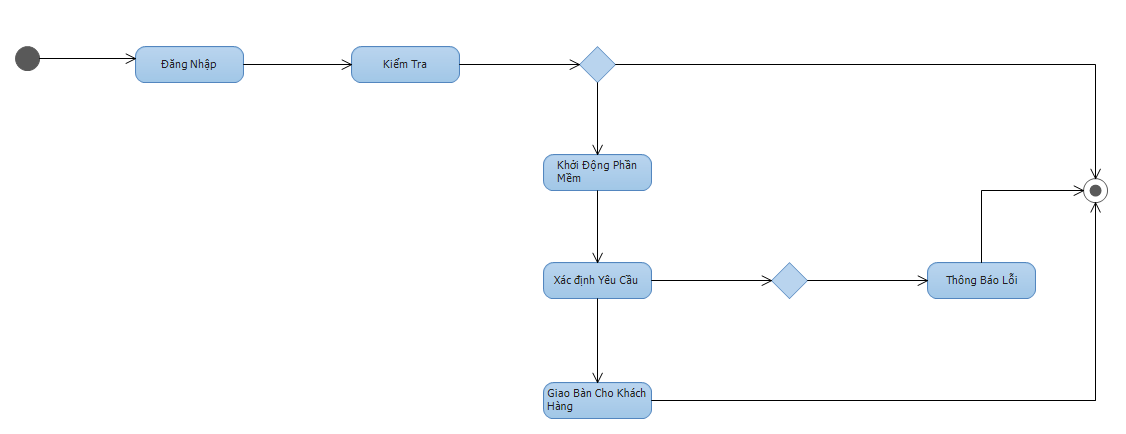 Đăng Nhập
Kiểm Tra
Khởi Động Phần
Mềm
Xác định Yêu Cầu
Thông Báo Lỗi
Giao Bàn Cho Khách
Hàng